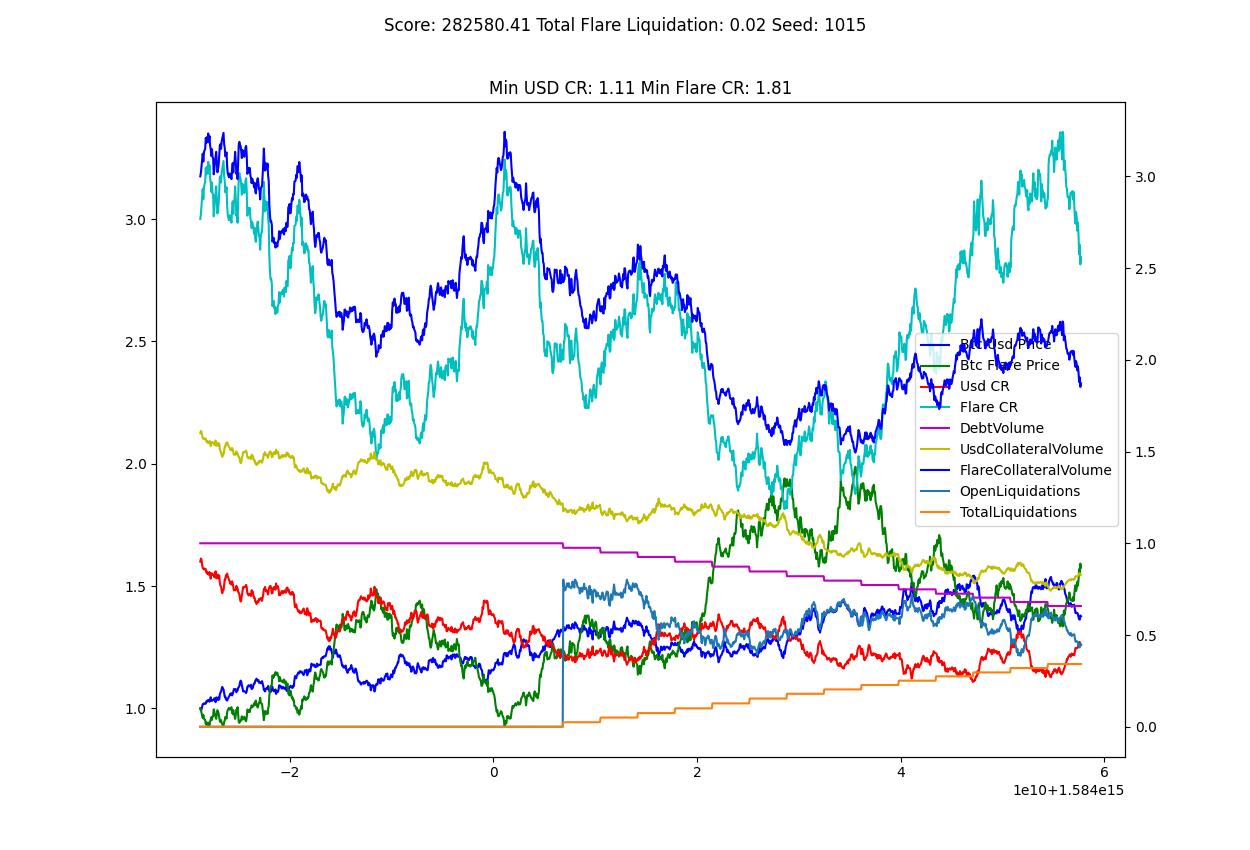 Score: 282580.41 Total Flare Liquidation: 0.02 Seed: 1015
Min USD CR: 1.11 Min Flare CR: 1.81
3.0
2.5
2.0
1.5
1.0
3.0
2.5
2.0
1.5
1.0
0.5
0.0
Btc Usd Price
Btc Flare Price
Usd CR
Flare CR
DebtVolume
UsdCollateralVolume
FlareCollateralVolume
OpenLiquidations
TotalLiquidations
−2 0 2 4 6
1e10+1.584e15